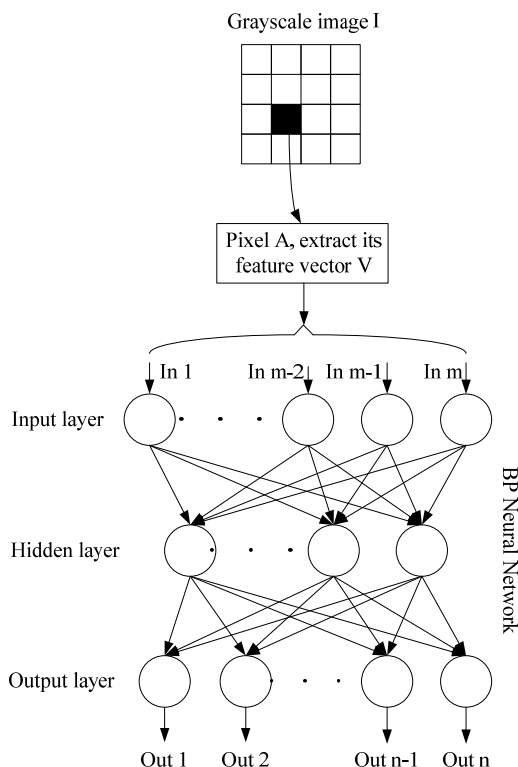 Grayscale image I
Pixel A, extract its
feature vector V
In 1 In m-2 In m-1 In m
Input layer
Hidden layer
BP Neural Network
Output layer
Out 1 Out 2 Out n-1 Out n